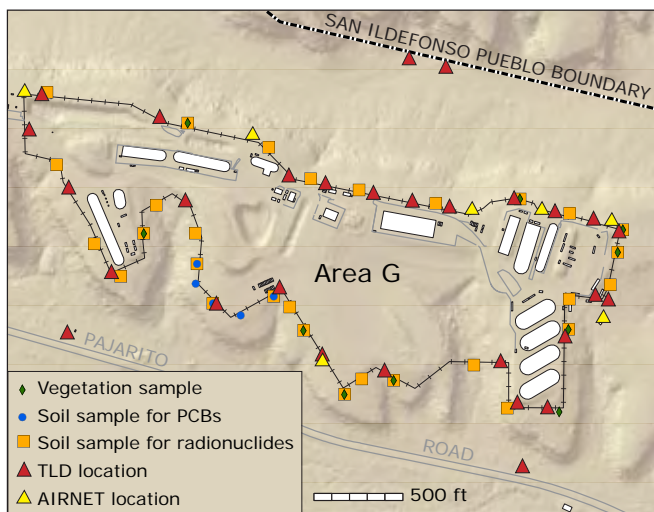 SAN ILDEFONSO PUEBLO BOUNDARY
Area G
PAJARITO
ROAD
Vegetation sample
Soil sample for PCBs
Soil sample for radionuclides
TLD location
AIRNET location
500 ft